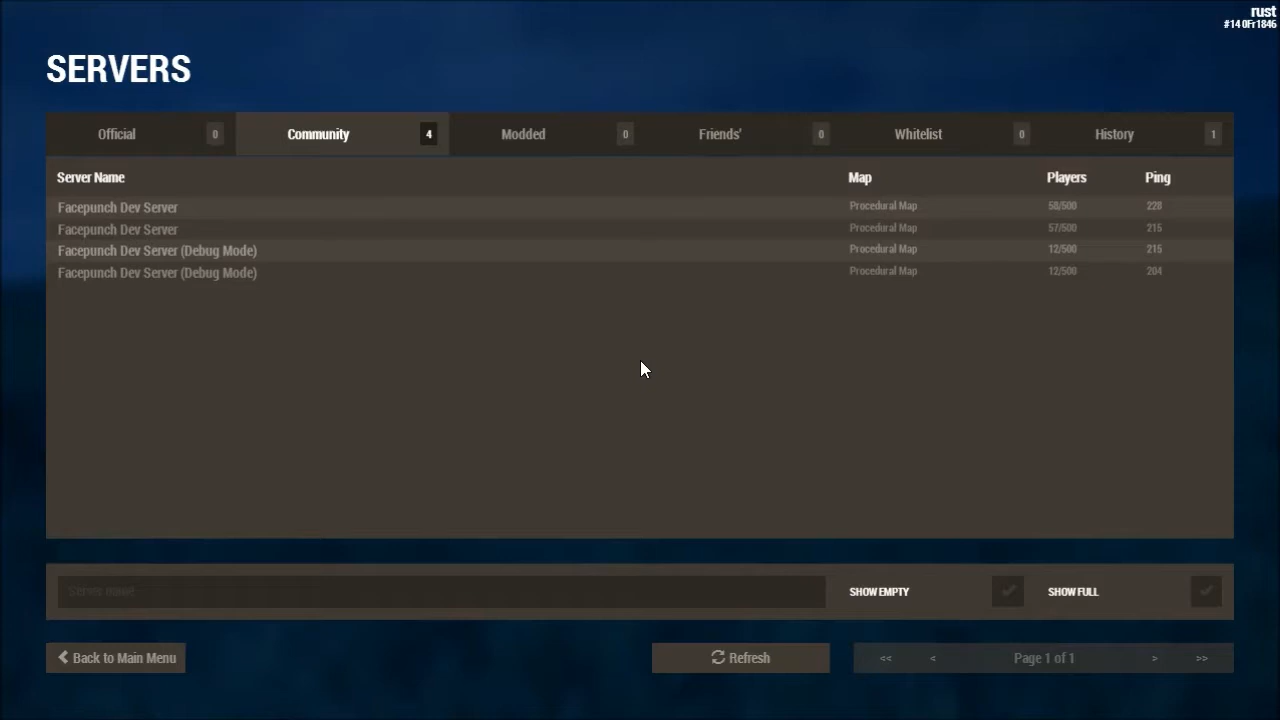 rust
#140Fr1846
SERVERS
Official 0 Community 4 Modded 0 Friends' 0 Whitelist 0 History 1
Server Name Map Players Ping
Facepunch Dev Server Procedural Map 58/500 228
Facepunch Dev Server Procedural Map 57/500 215
Facepunch Dev Server (Debug Mode) Procedural Map 12/500 215
Facepunch Dev Server (Debug Mode) Procedural Map 12/500 204
Server name SHOW EMPTY SHOW FULL
Back to Main Menu Refresh << < Page 1 of 1 > >>